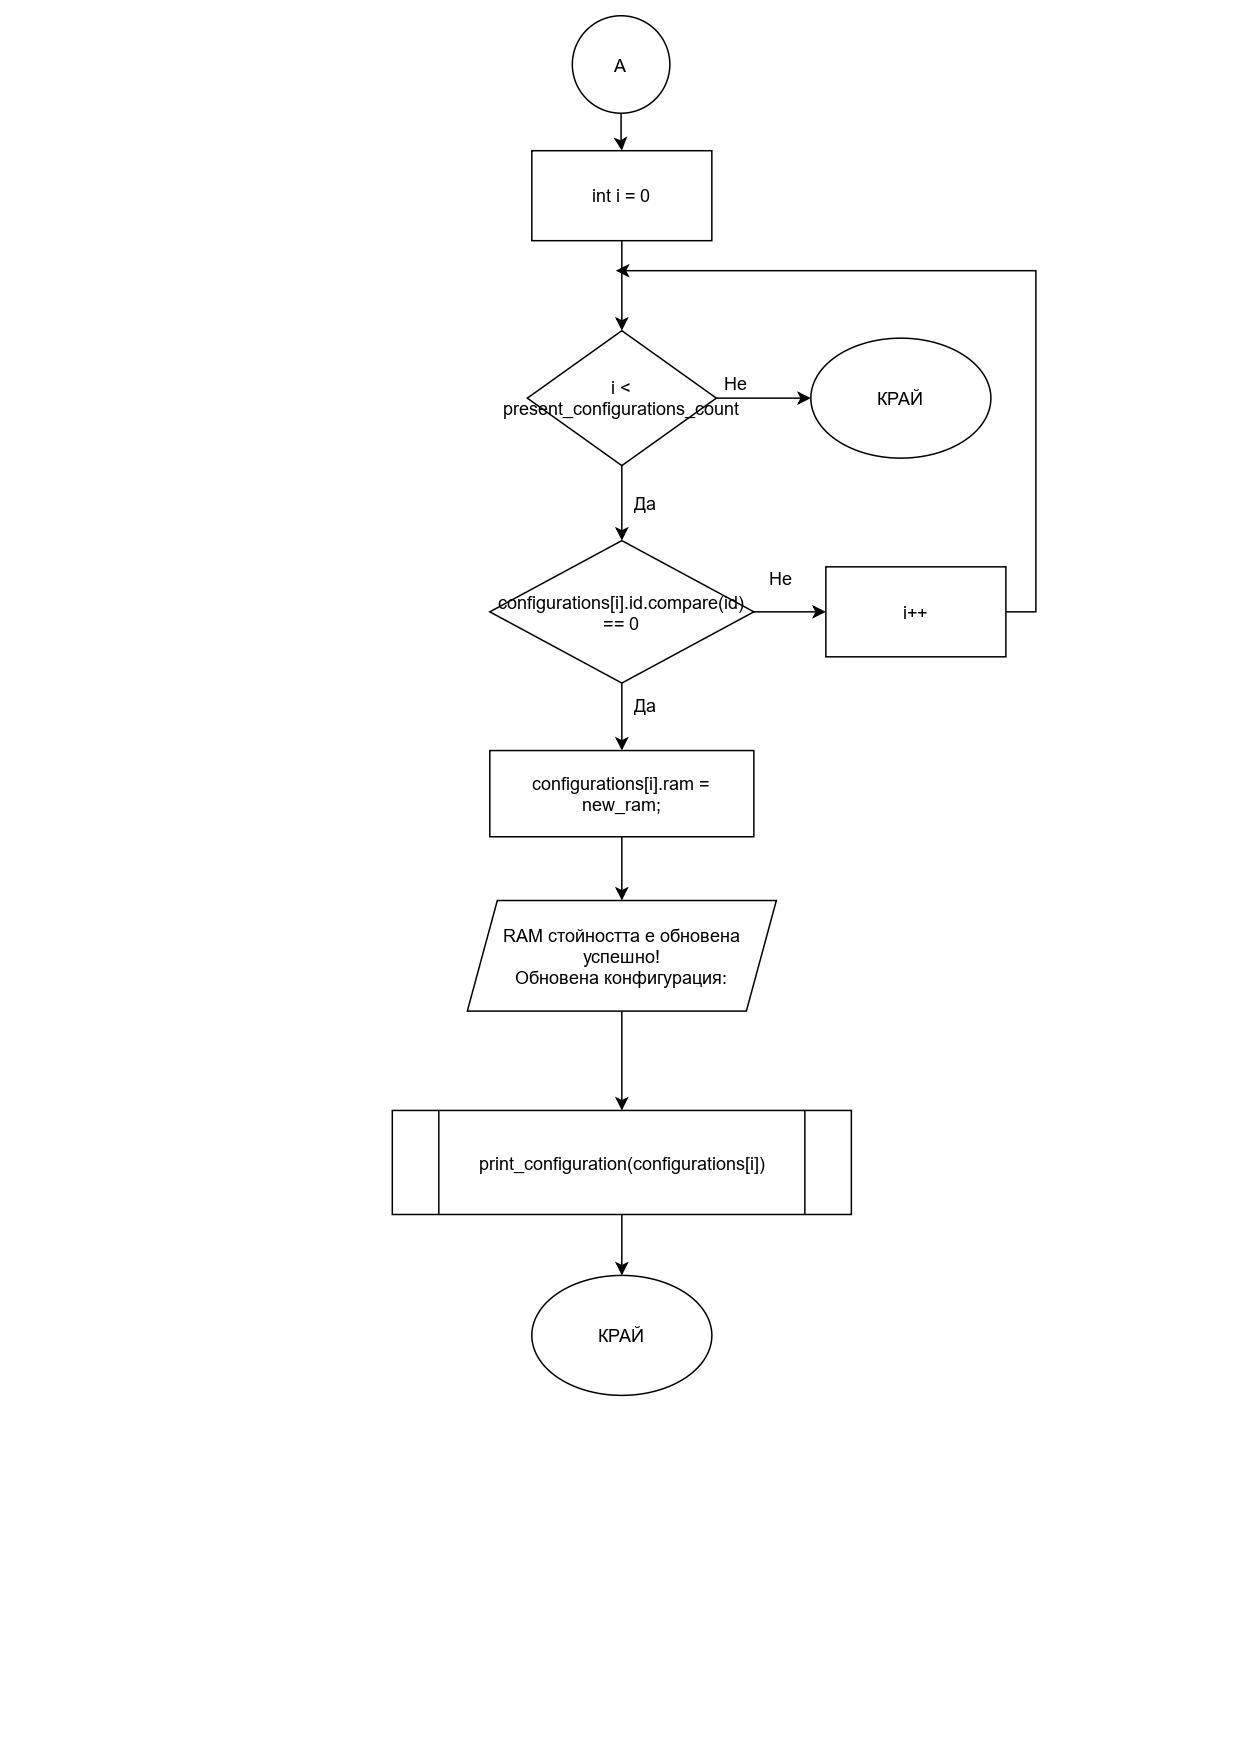 A
int i = 0
i <
present_configurations_count
Не
КРАЙ
Да
configurations[i].id.compare(id)
== 0
Не
i++
Да
configurations[i].ram =
new_ram;
RAM стойността е обновена
успешно!
Обновена конфигурация:
print_configuration(configurations[i])
КРАЙ